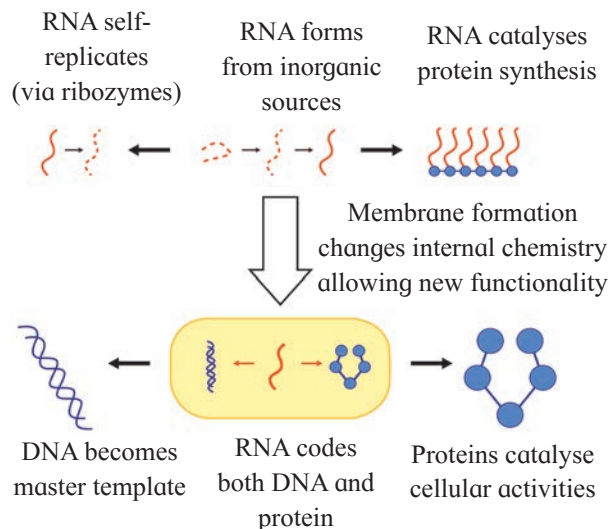 RNA self-
replicates
(via ribozymes)
RNA forms
from inorganic
sources
RNA catalyses
protein synthesis
Membrane formation
changes internal chemistry
allowing new functionality
DNA becomes
master template
RNA codes
both DNA and
protein
Proteins catalyse
cellular activities